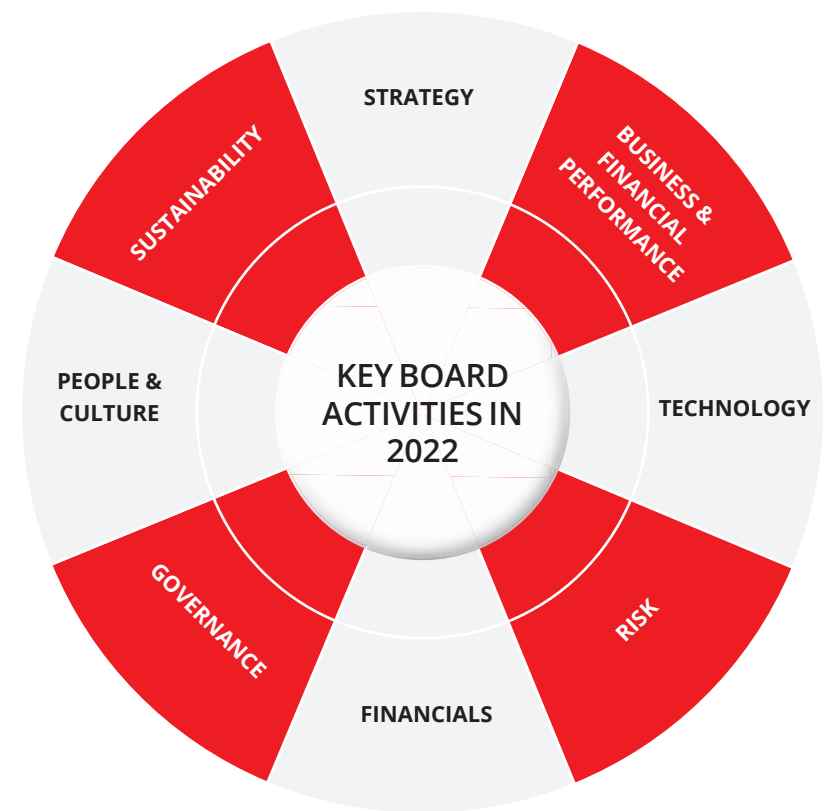 STRATEGY
BUSINESS &
FINANCIAL
PERFORMANCE
TECHNOLOGY
RISK
FINANCIALS
GOVERNANCE
PEOPLE &
CULTURE
SUSTAINABILITY
KEY BOARD
ACTIVITIES IN
2022